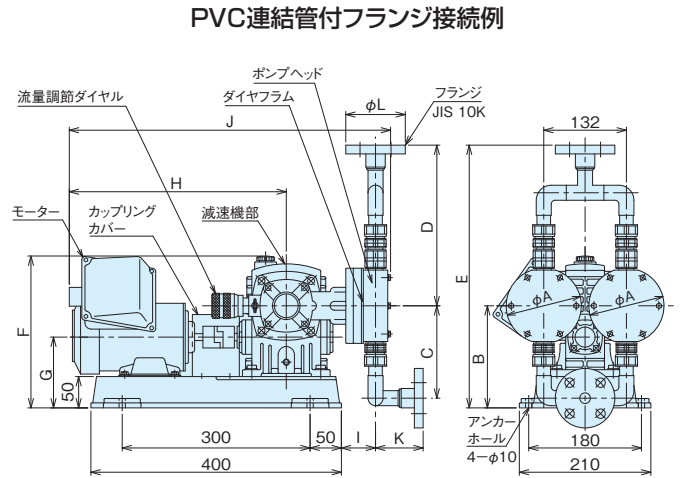 PVC連結管付フランジ接続例
ポンプヘッド
流量調節ダイヤル
ダイヤフラム
φL
フランジ
JIS 10K
J
132
H
モーター
カップリング
カバー
減速機部
D
E
φA
φA
F
G
50
C
B
300
50
I
K
400
アンカー
ホール
4－φ10
180
210